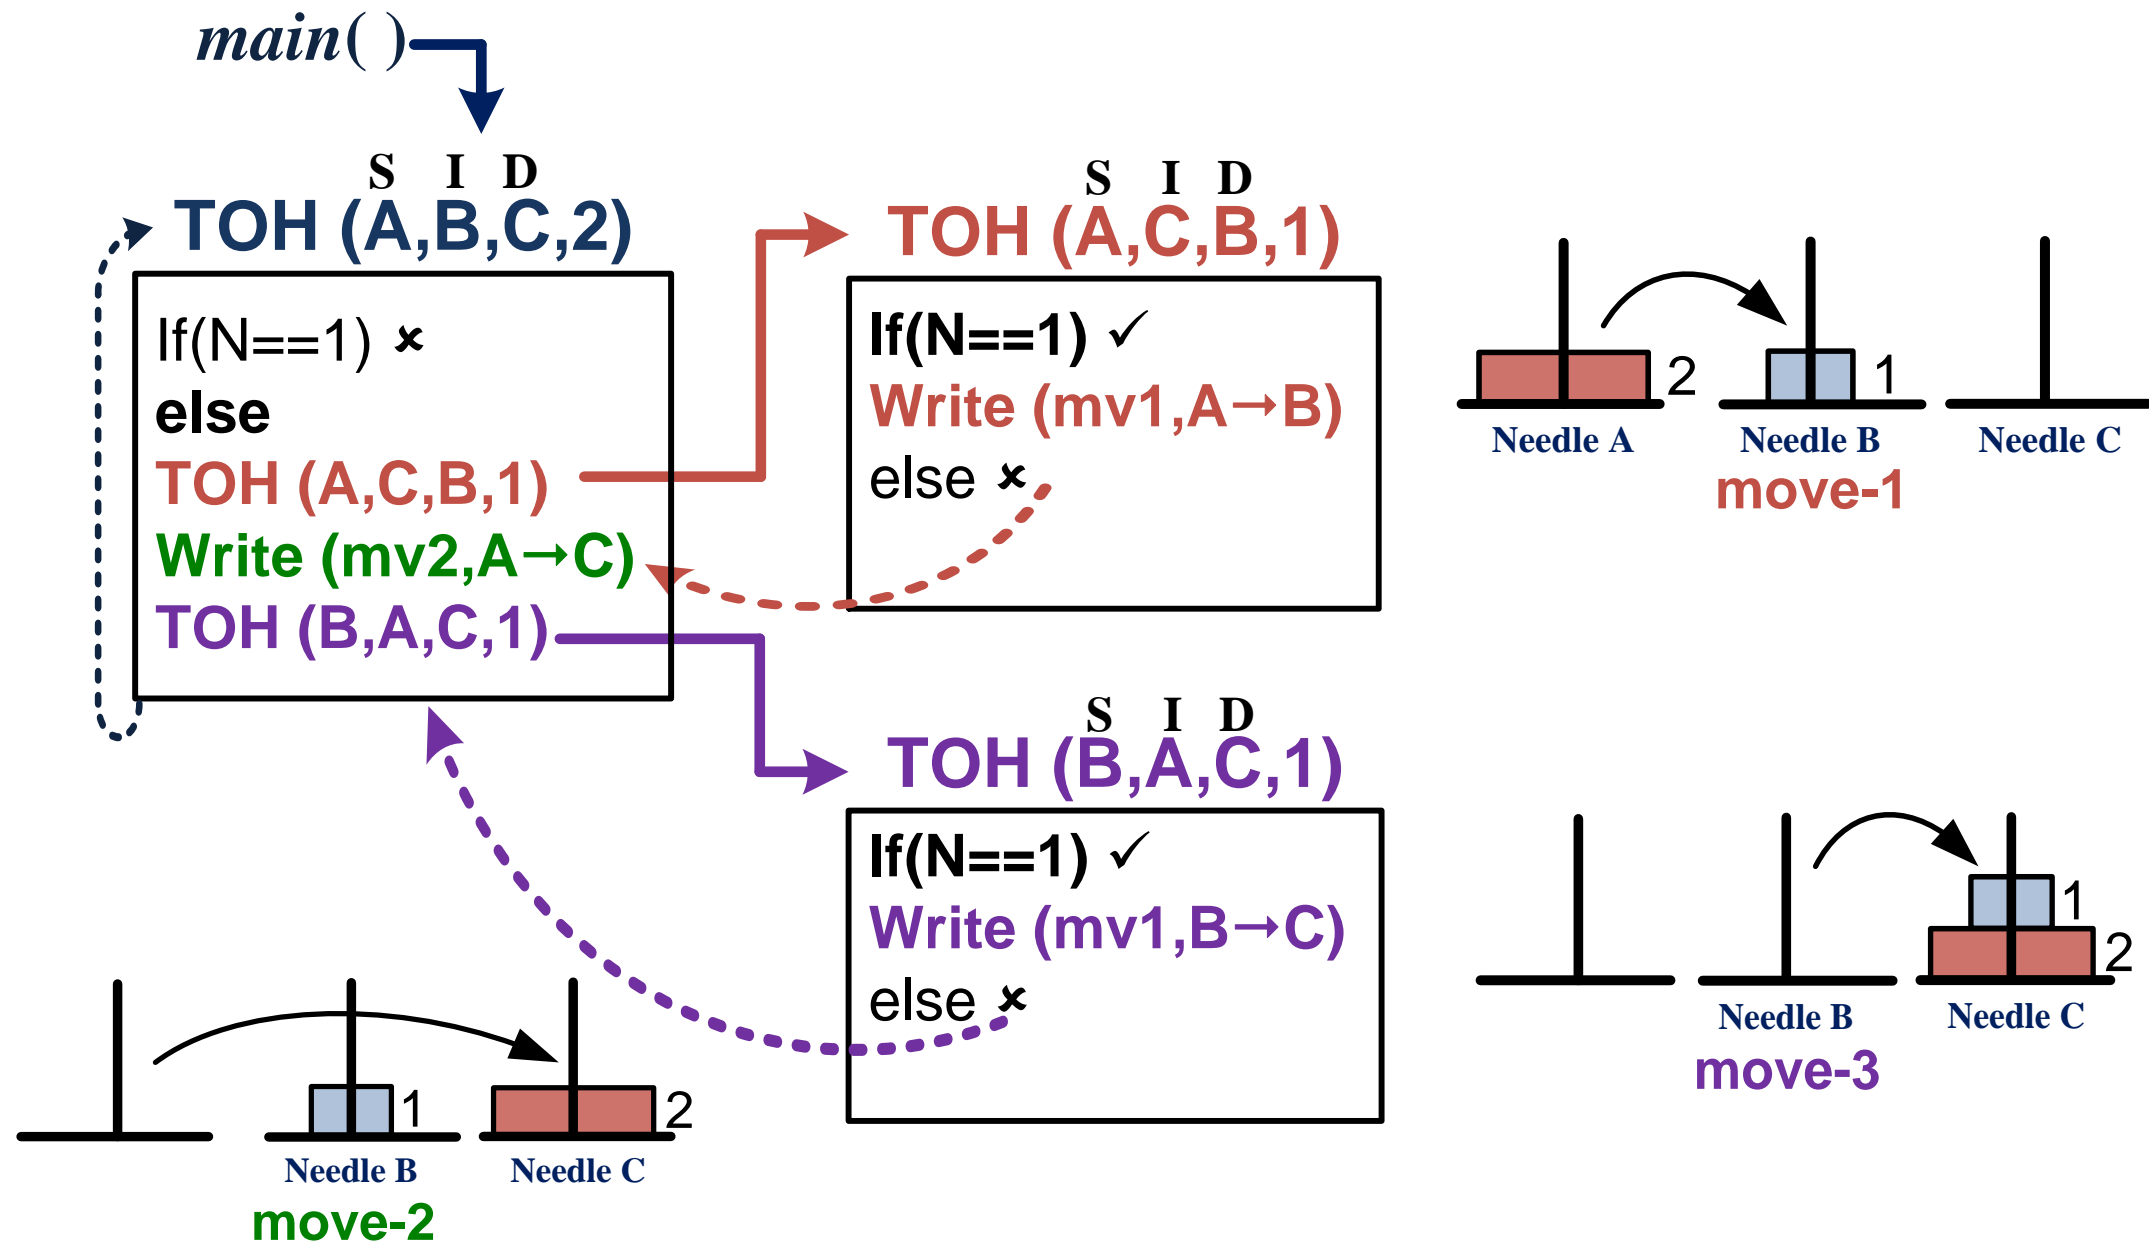 main( )
S I D
TOH (A,B,C,2)
If(N==1) ✗
else
TOH (A,C,B,1)
Write (mv2,A→C)
TOH (B,A,C,1)
S I D
TOH (A,C,B,1)
If(N==1) ✓
Write (mv1,A→B)
else ✗
2 1
Needle A Needle B Needle C
move-1
S I D
TOH (B,A,C,1)
If(N==1) ✓
Write (mv1,B→C)
else ✗
1
2
Needle B Needle C
move-3
1 2
Needle B Needle C
move-2